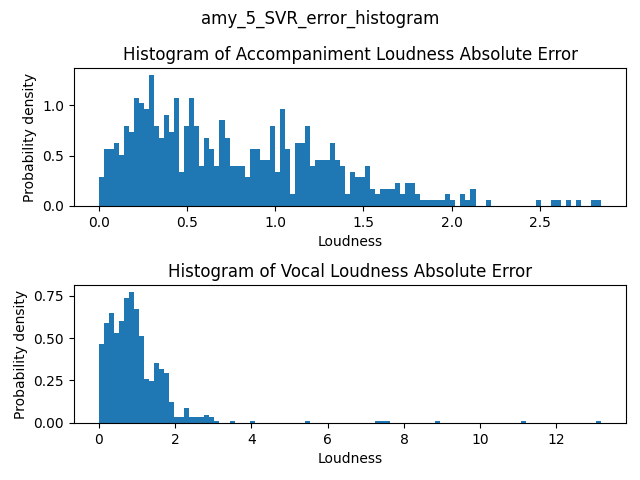 amy_5_SVR_error_histogram
Histogram of Accompaniment Loudness Absolute Error
Probability density
1.0
0.5
0.0
0.0 0.5 1.0 1.5 2.0 2.5
Loudness
Histogram of Vocal Loudness Absolute Error
Probability density
0.75
0.50
0.25
0.00
0 2 4 6 8 10 12
Loudness